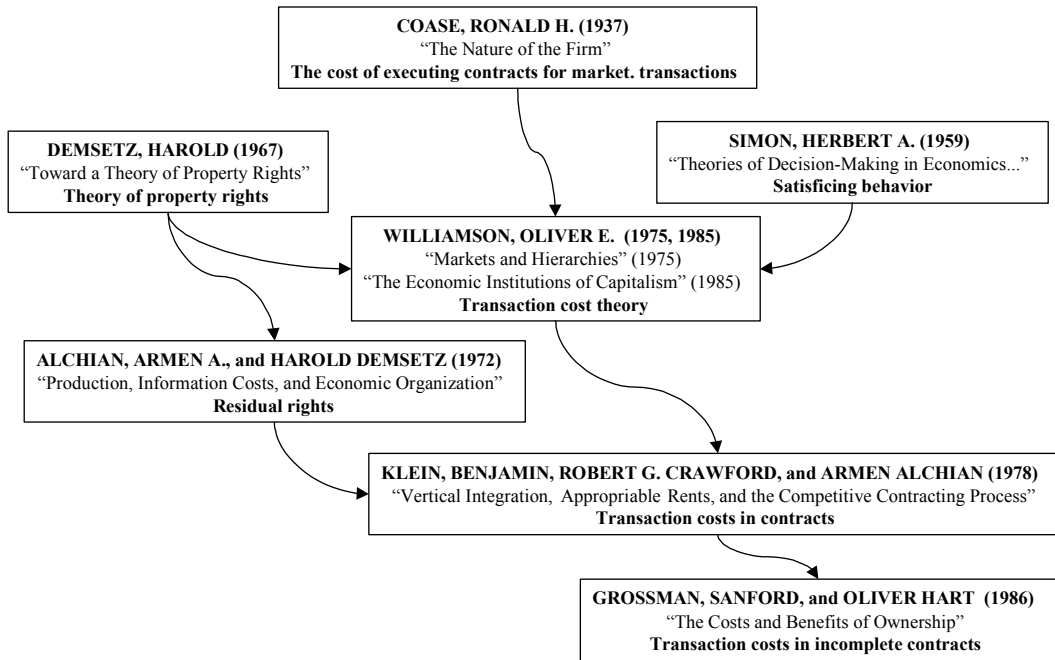 COASE, RONALD H. (1937)
“The Nature of the Firm”
The cost of executing contracts for market. transactions
DEMSETZ, HAROLD (1967)
“Toward a Theory of Property Rights”
Theory of property rights
SIMON, HERBERT A. (1959)
“Theories of Decision-Making in Economics...”
Satisficing behavior
WILLIAMSON, OLIVER E. (1975, 1985)
“Markets and Hierarchies” (1975)
“The Economic Institutions of Capitalism” (1985)
Transaction cost theory
ALCHIAN, ARMEN A., and HAROLD DEMSETZ (1972)
“Production, Information Costs, and Economic Organization”
Residual rights
KLEIN, BENJAMIN, ROBERT G. CRAWFORD, and ARMEN ALCHIAN (1978)
“Vertical Integration, Appropriable Rents, and the Competitive Contracting Process”
Transaction costs in contracts
GROSSMAN, SANFORD, and OLIVER HART (1986)
“The Costs and Benefits of Ownership”
Transaction costs in incomplete contracts